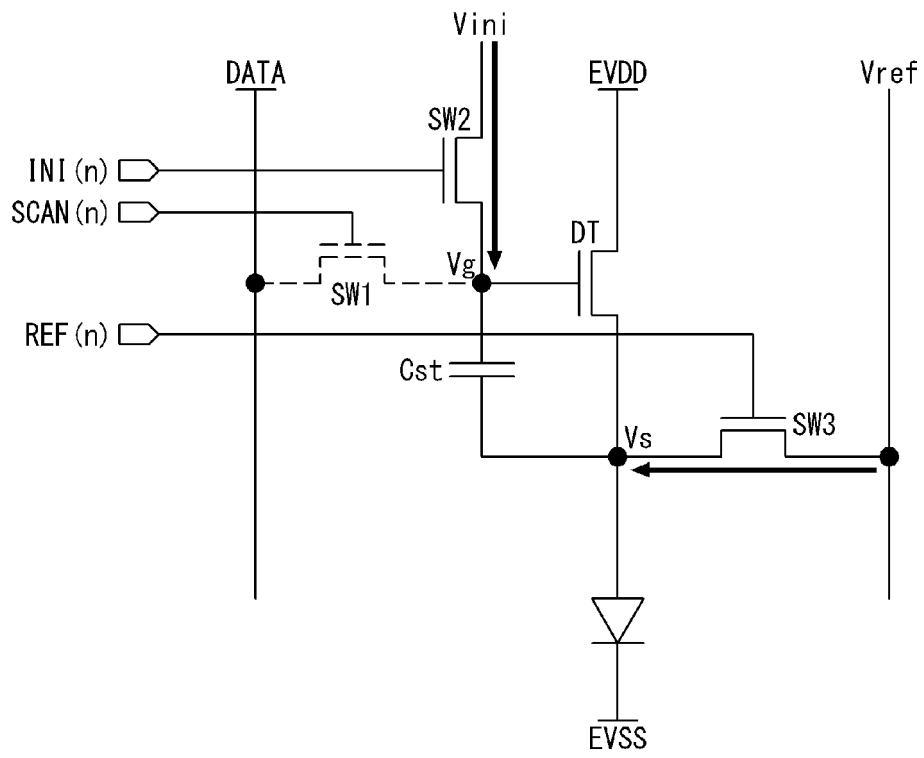 Vini
DATA
EVDD
Vref
SW2
INI(n)
SCAN(n)
DT
Vg
SW1
REF(n)
Cst
SW3
Vs
EVSS